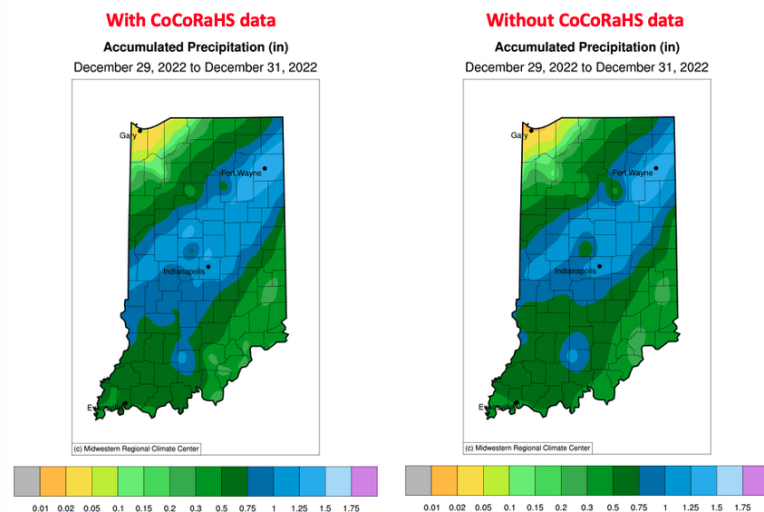 With CoCoRaHS data
Accumulated Precipitation (in)
December 29, 2022 to December 31, 2022
Gary
Fort Wayne
Indianapolis
(c) Midwestern Regional Climate Center
0.01 0.02 0.05 0.1 0.15 0.2 0.3 0.5 0.75 1 1.25 1.5 1.75
Without CoCoRaHS data
Accumulated Precipitation (in)
December 29, 2022 to December 31, 2022
Gary
Fort Wayne
Indianapolis
(c) Midwestern Regional Climate Center
0.01 0.02 0.05 0.1 0.15 0.2 0.3 0.5 0.75 1 1.25 1.5 1.75